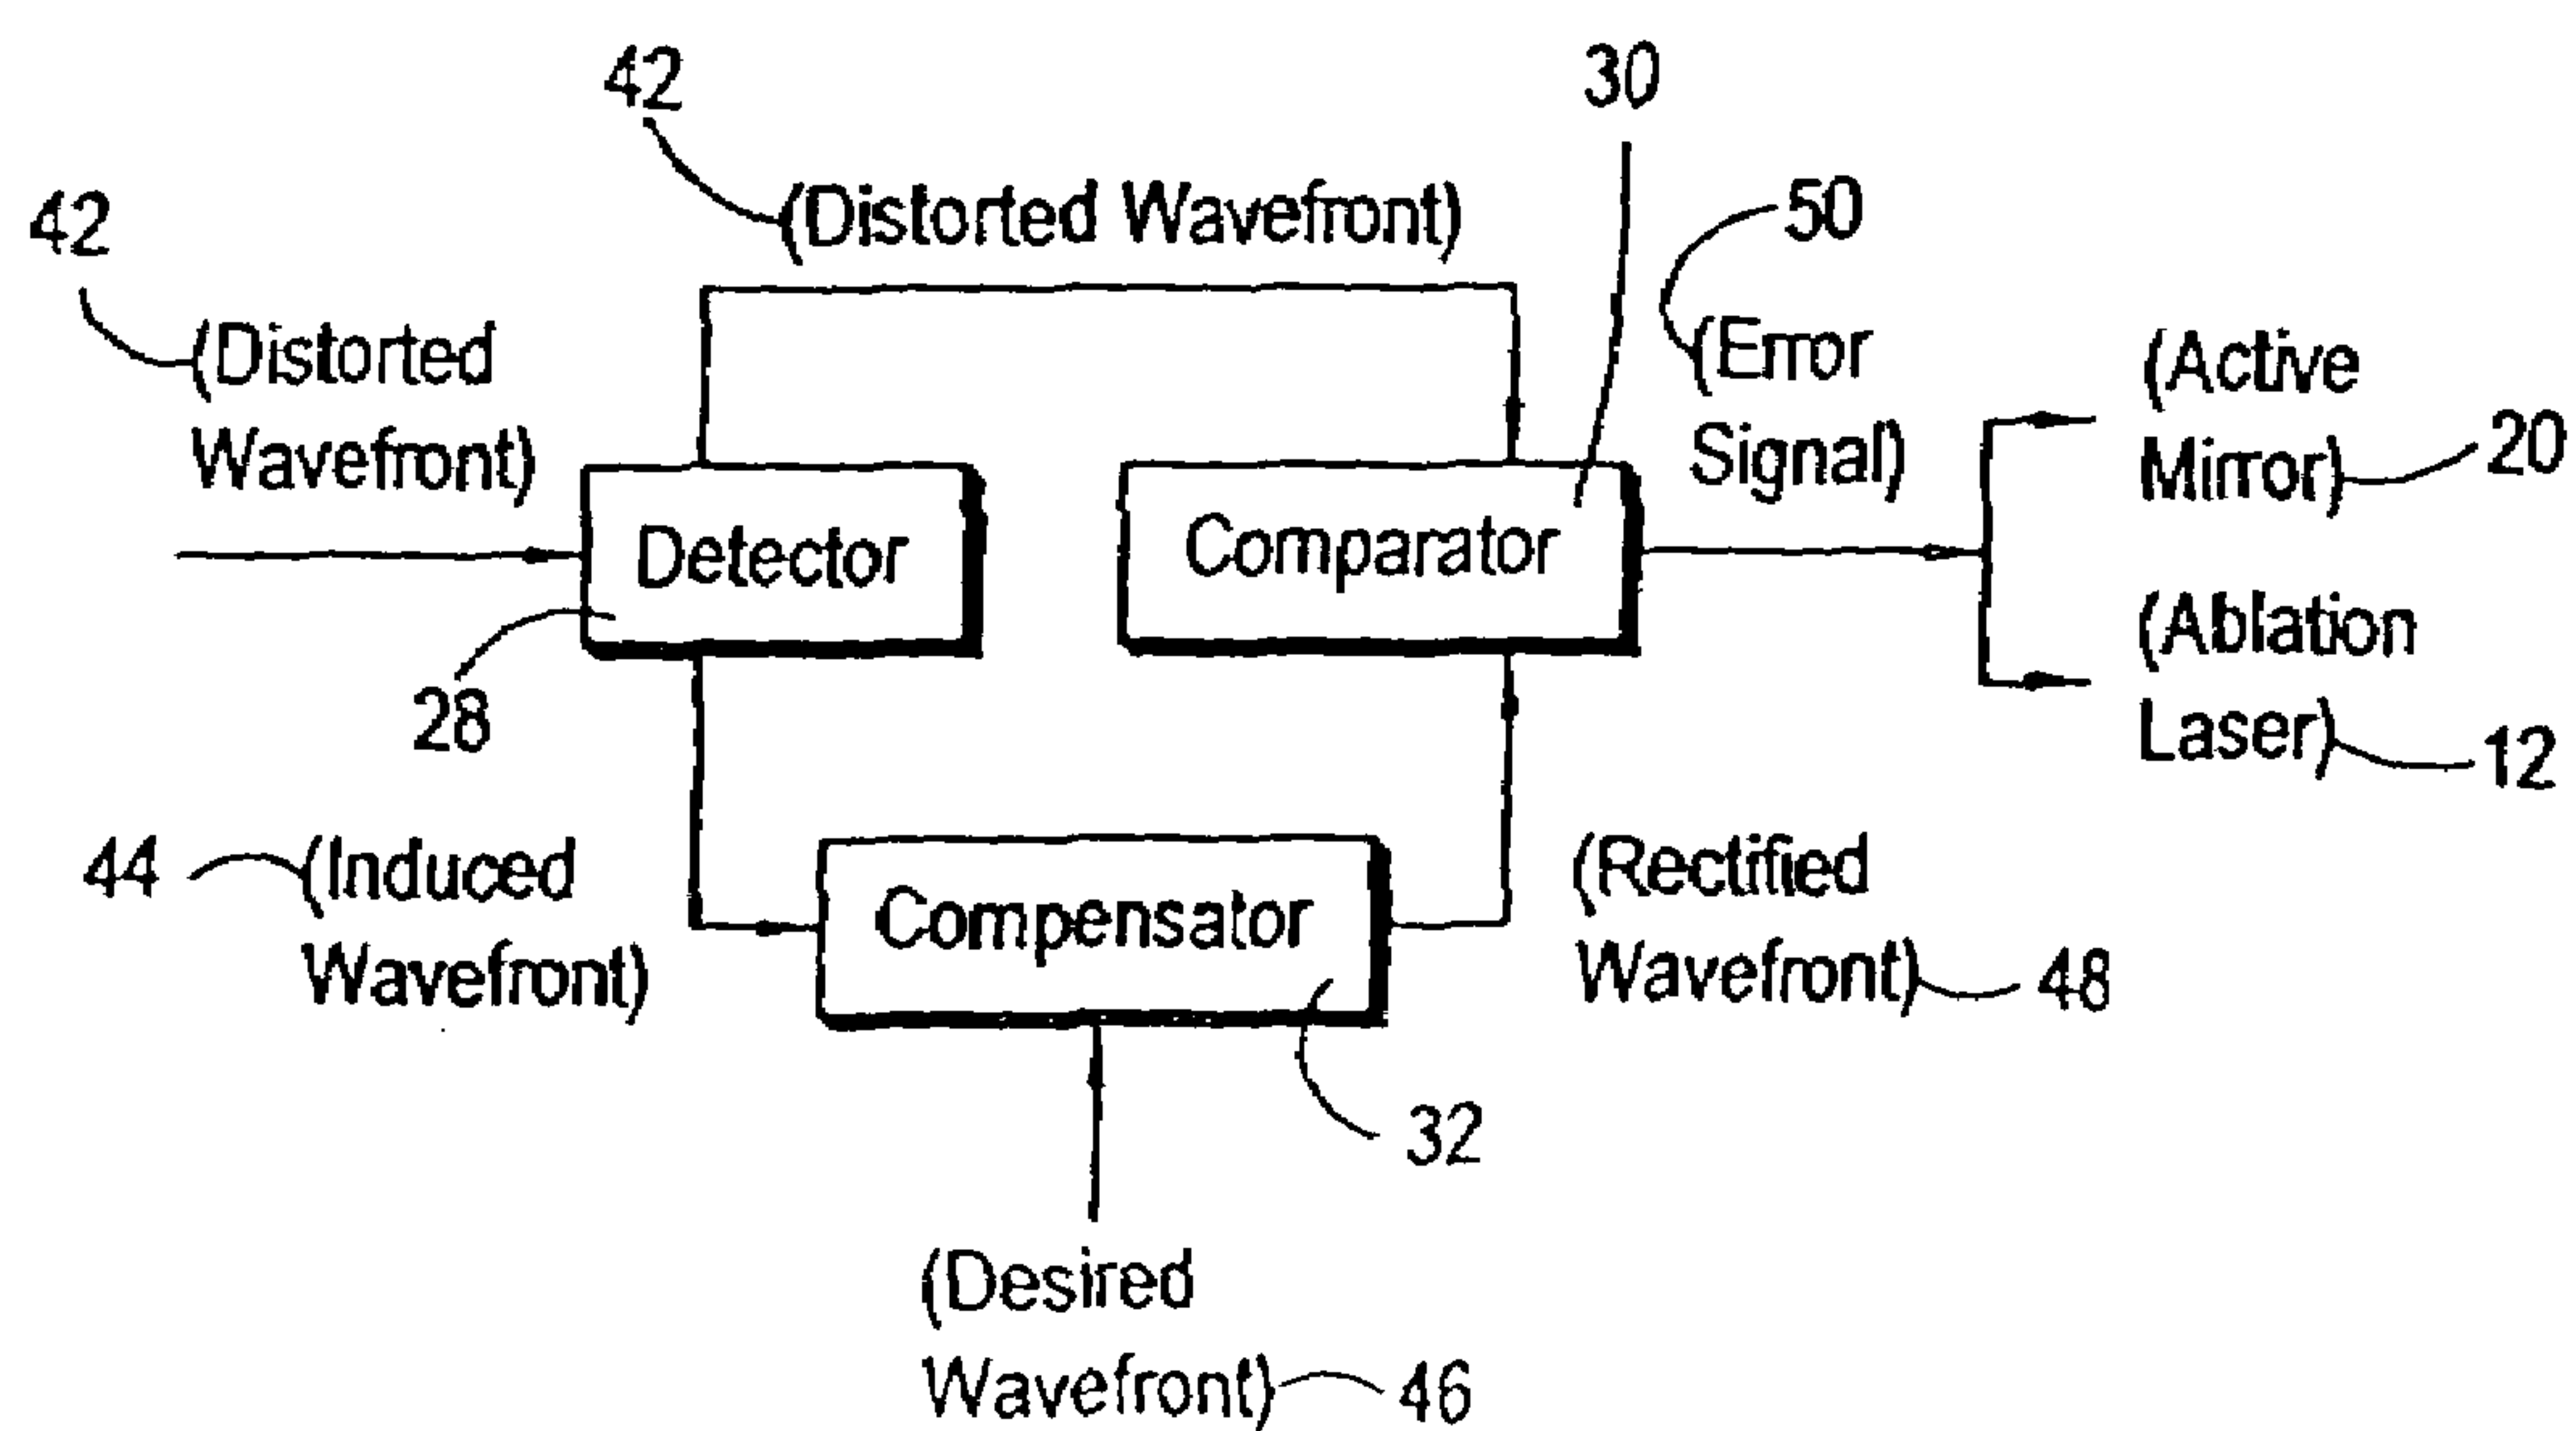 42
30
42
(Distorted Wavefront)
50
(Distorted
Wavefront)
(Error
Signal)
(Active
Mirror)
20
Detector
Comparator
28
(Ablation
Laser)
12
44
(Induced
Wavefront)
Compensator
(Rectified
Wavefront)
48
32
(Desired
Wavefront)
46